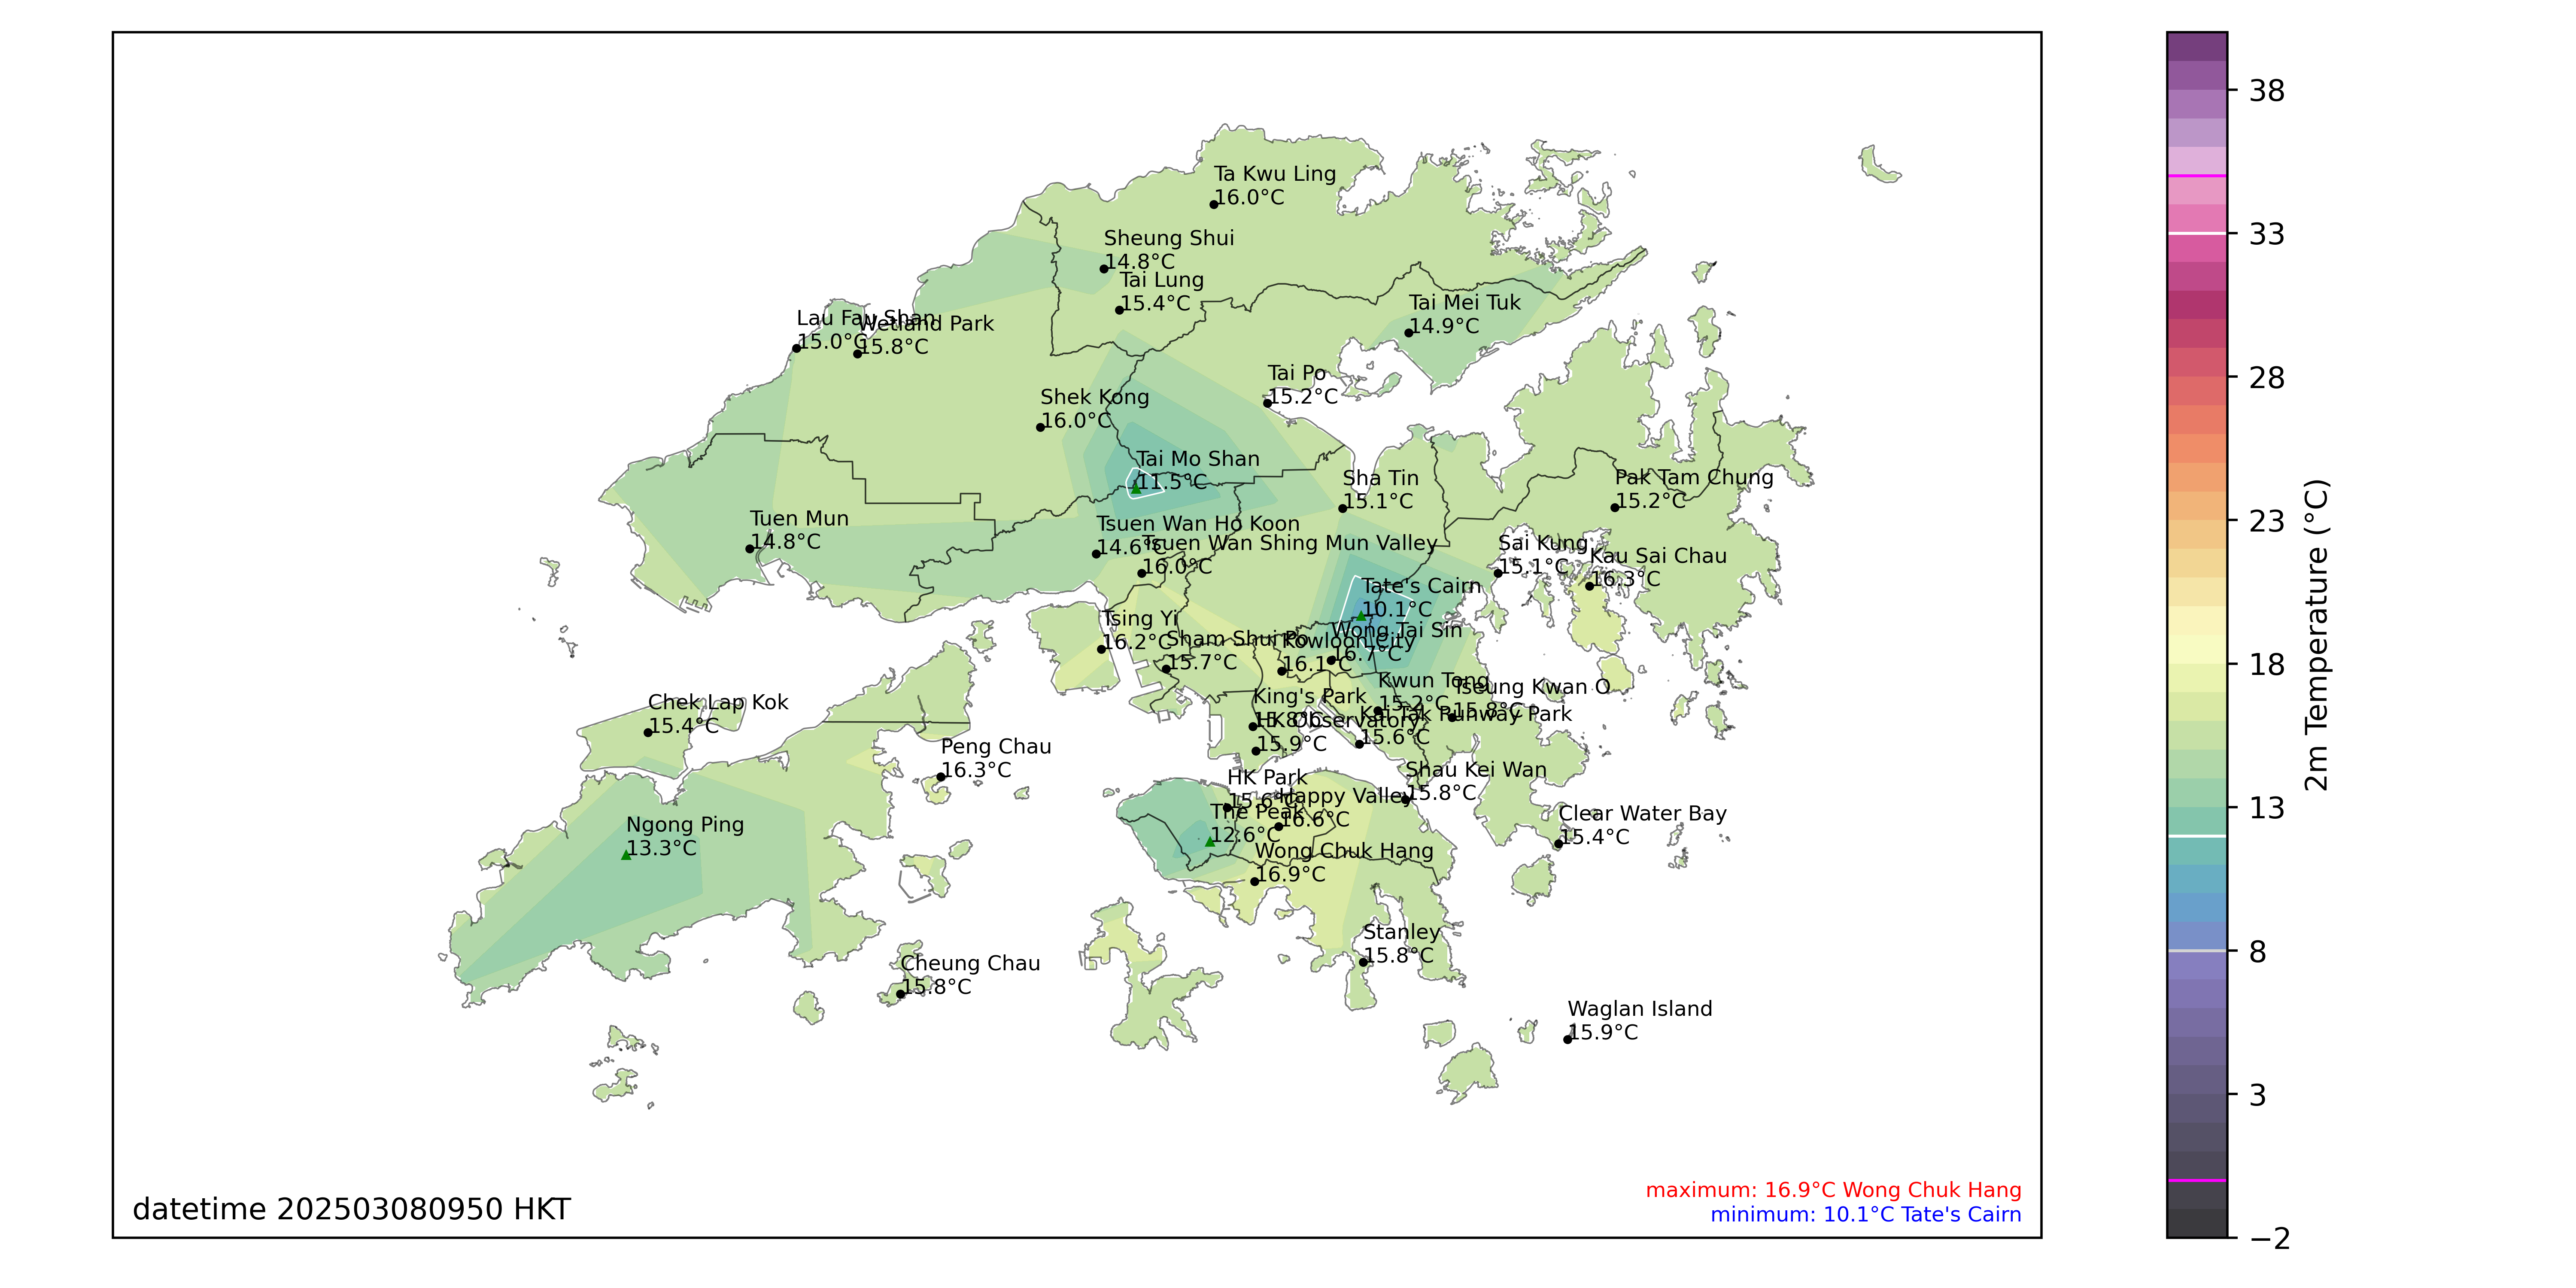 Ta Kwu Ling
16.0°C
Sheung Shui
14.8°C
Tai Lung
15.4°C
Tai Mei Tuk
14.9°C
Lau Fau Shan
15.0°C
Wetland Park
15.8°C
Tai Po
15.2°C
Shek Kong
16.0°C
Tai Mo Shan
11.5°C
Sha Tin
15.1°C
Pak Tam Chung
15.2°C
Tuen Mun
14.8°C
Tsuen Wan Ho Koon
14.6°C
Tsuen Wan Shing Mun Valley
16.0°C
Sai Kung
15.1°C
Kau Sai Chau
16.3°C
Tate's Cairn
10.1°C
Tsing Yi
16.2°C
Wong Tai Sin
16.7°C
Sham Shui Po
15.7°C
Kowloon City
16.1°C
Kwun Tong
15.2°C
Tseung Kwan O
15.8°C
King's Park
15.8°C
Chek Lap Kok
15.4°C
Kai Tak Runway Park
15.6°C
HK Observatory
15.9°C
Peng Chau
16.3°C
Shau Kei Wan
15.8°C
HK Park
15.6°C
Happy Valley
16.6°C
The Peak
12.6°C
Clear Water Bay
15.4°C
Ngong Ping
13.3°C
Wong Chuk Hang
16.9°C
Stanley
15.8°C
Cheung Chau
15.8°C
Waglan Island
15.9°C
datetime 202503080950 HKT
maximum: 16.9°C Wong Chuk Hang
minimum: 10.1°C Tate's Cairn
38
33
28
23
18
13
8
3
−2
2m Temperature (°C)